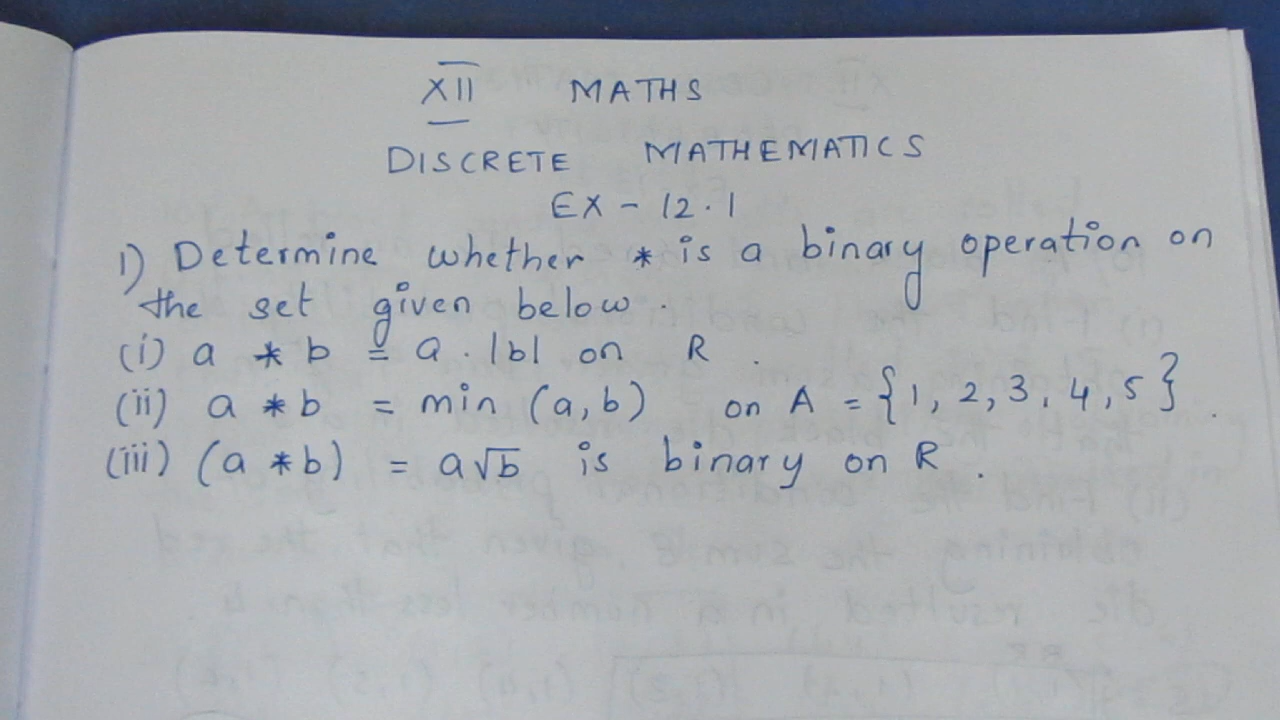 XII MATHS
DISCRETE MATHEMATICS
EX - 12.1
1) Determine whether * is a binary operation on
the set given below.
(i) a * b = a . |b| on R .
(ii) a * b = min (a, b) on A = {1, 2, 3, 4, 5} .
(iii) (a * b) = a√b is binary on R .